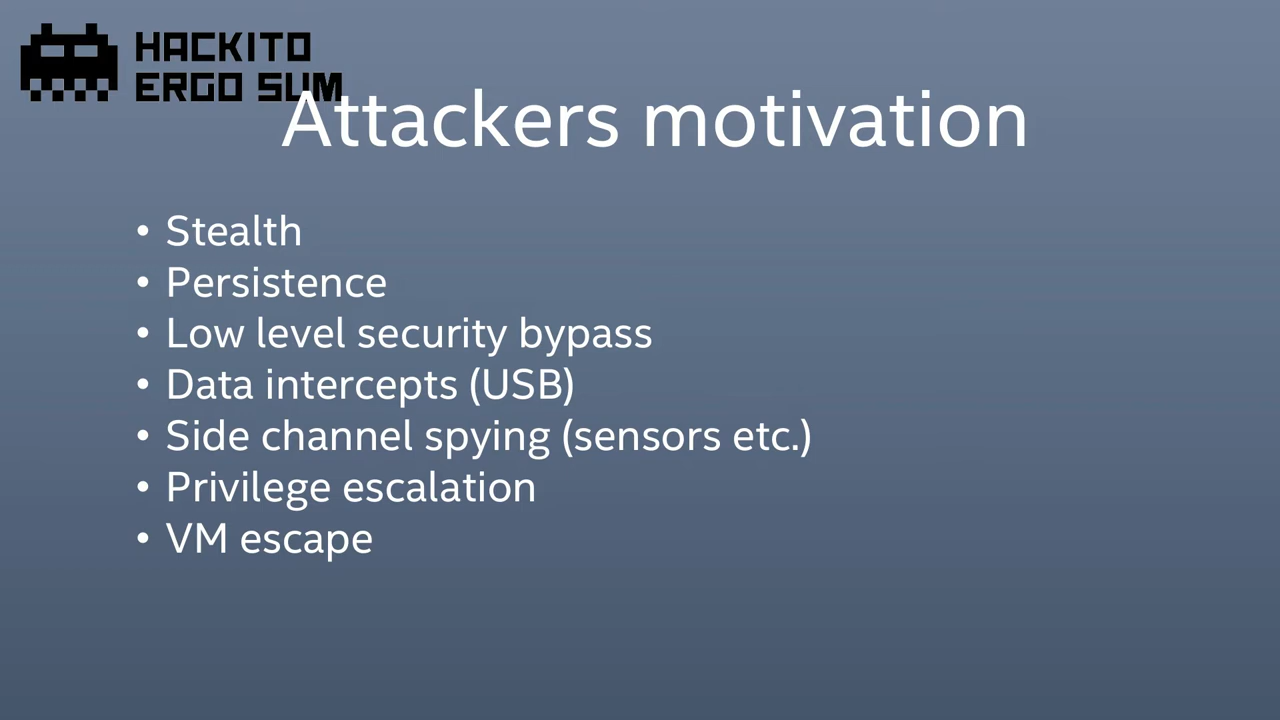 HACKITO
ERGO SUM
Attackers motivation
• Stealth
• Persistence
• Low level security bypass
• Data intercepts (USB)
• Side channel spying (sensors etc.)
• Privilege escalation
• VM escape